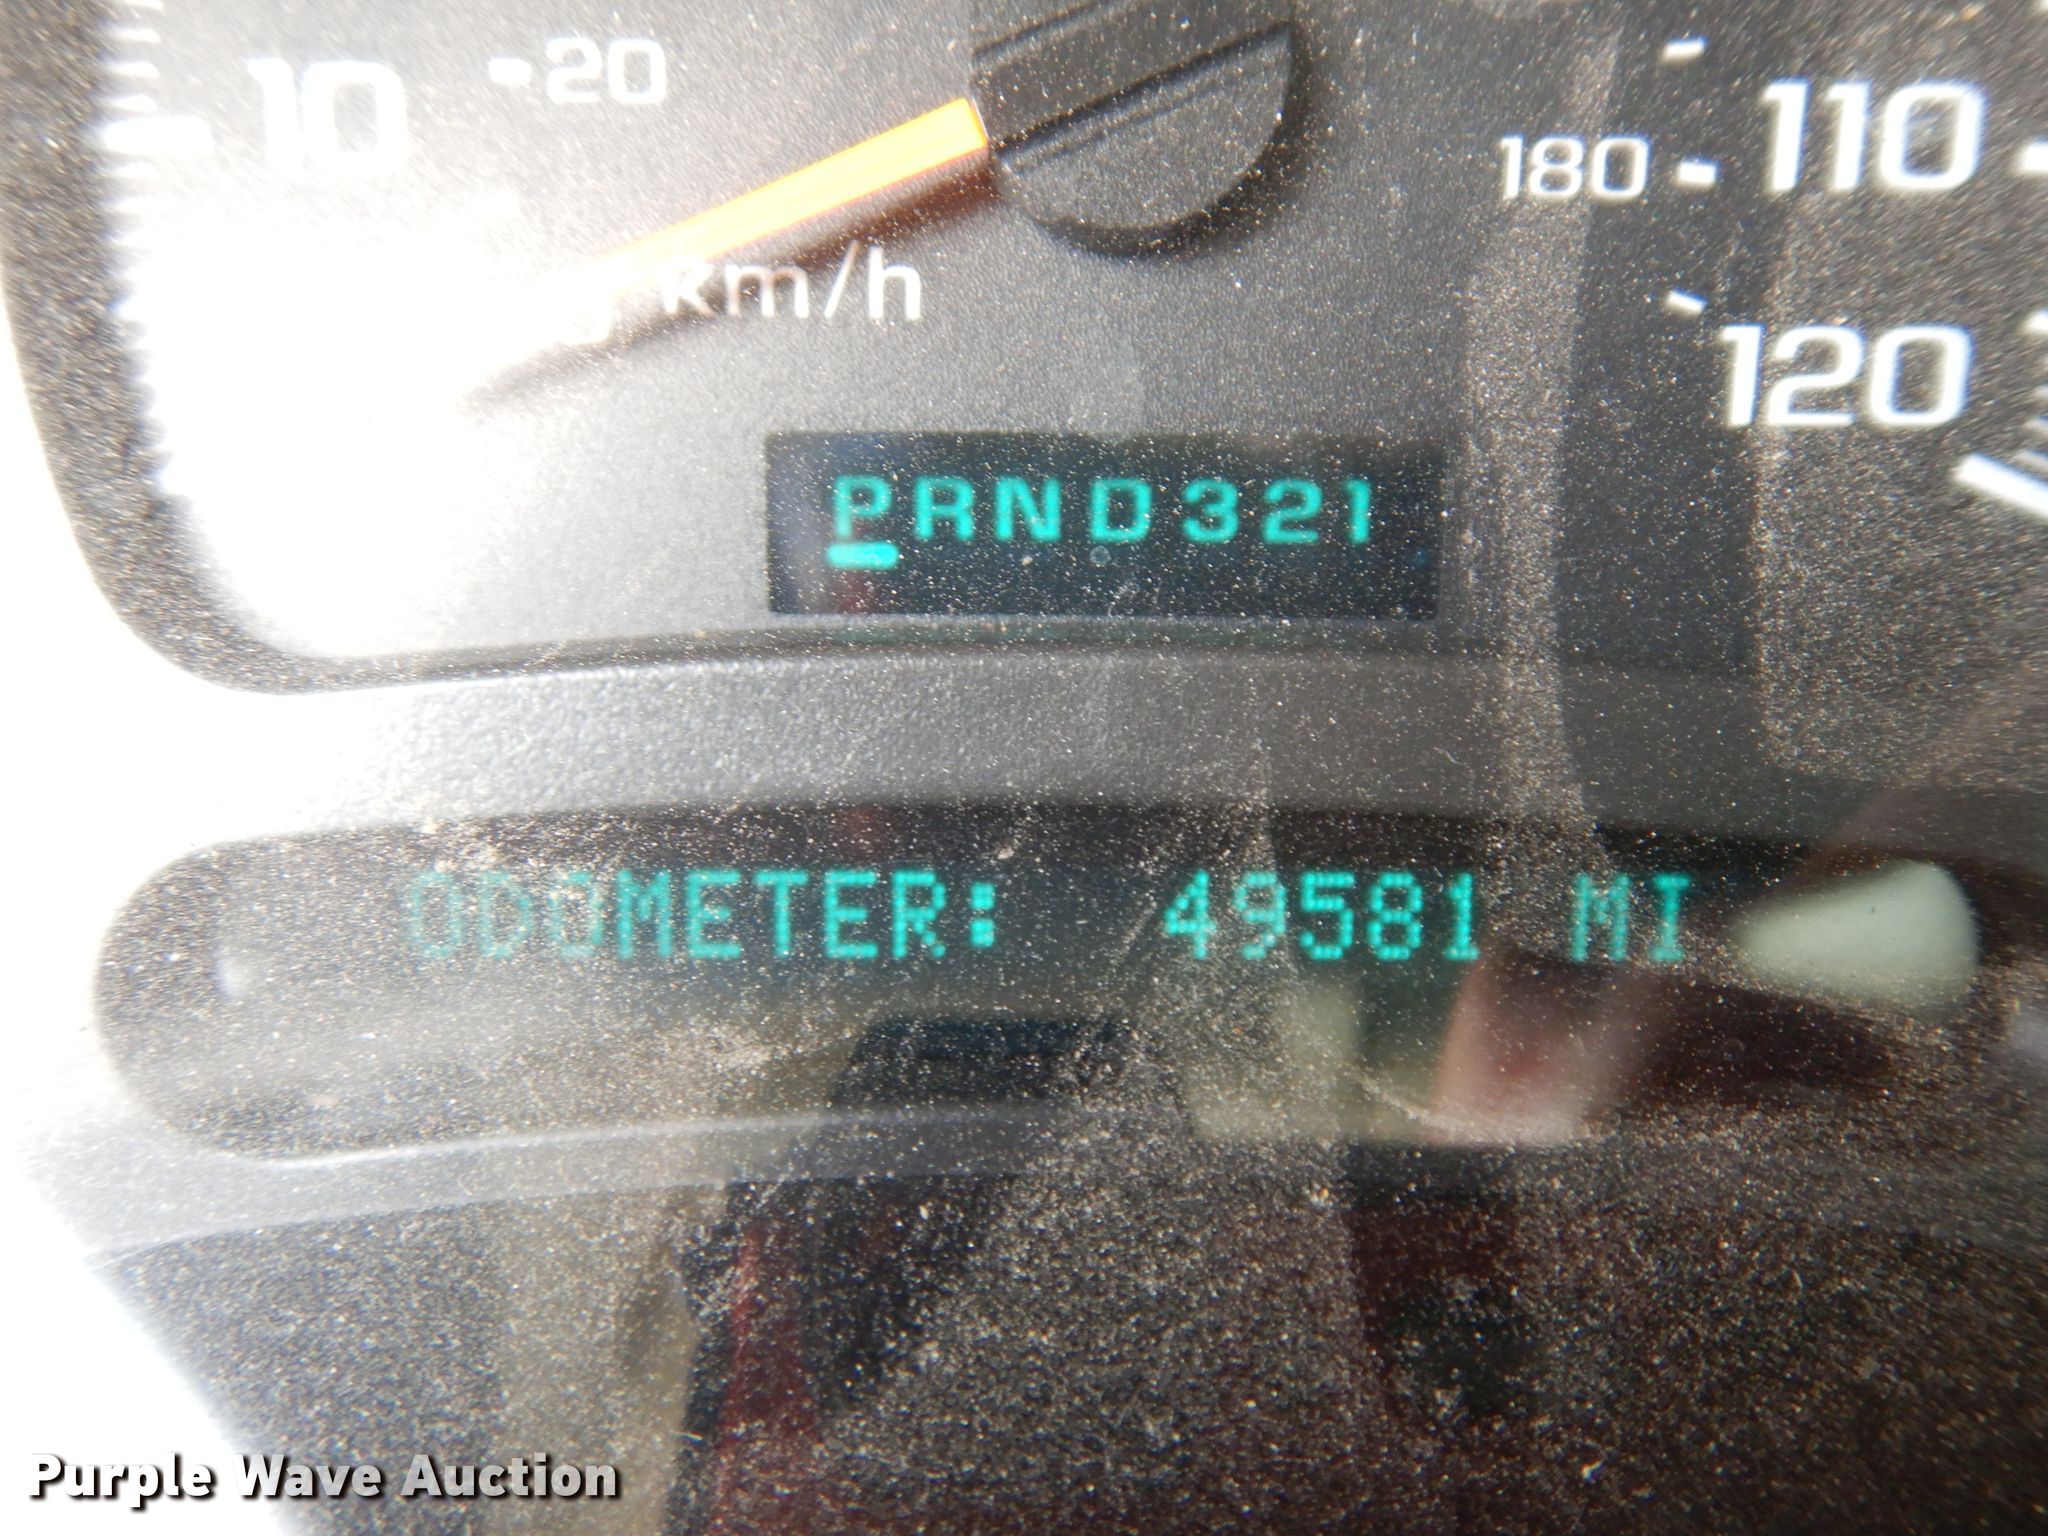 10 20
110
180
km/h
120
PRND321
ODOMETER: 49581 MI
Purple Wave Auction